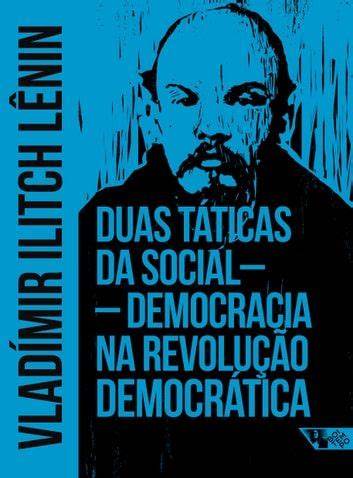 VLADÍMIR ILITCH LÊNIN
DUAS TÁTICAS
DA SOCIAL–
– DEMOCRACIA
NA REVOLUÇÃO
DEMOCRÁTICA